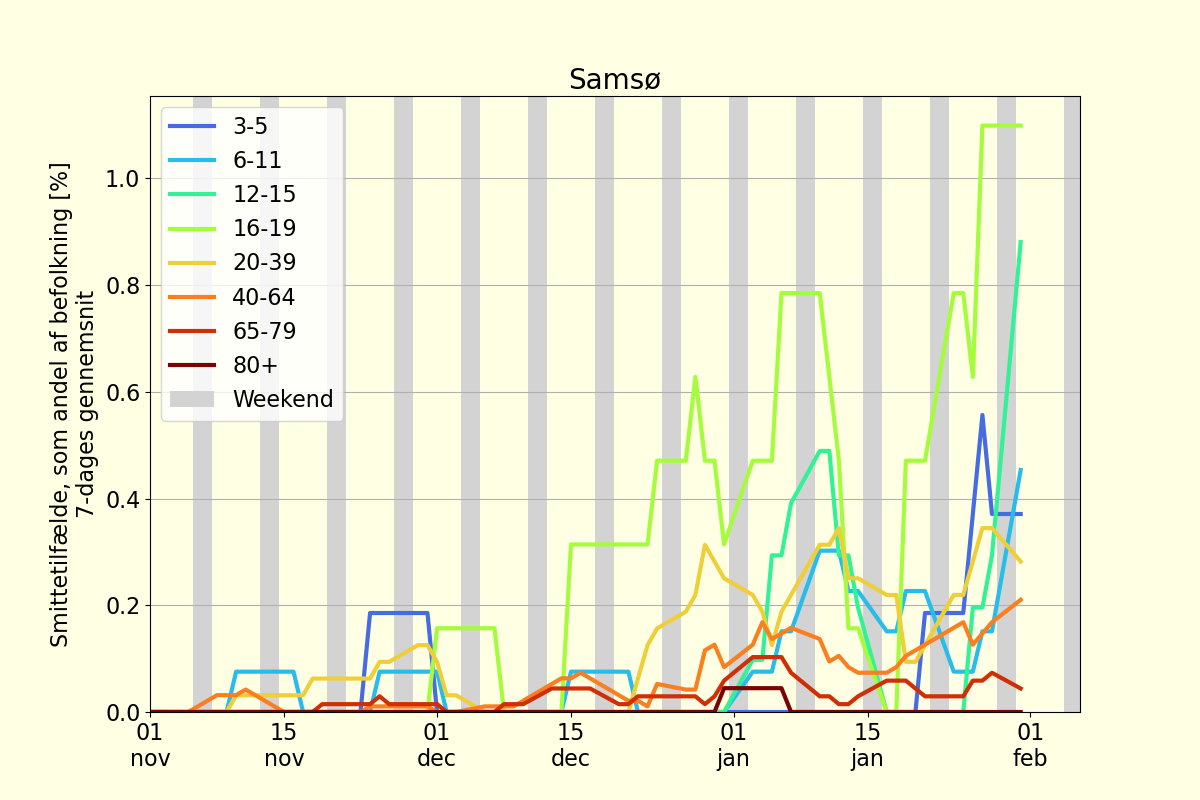 Samsø
Smittetilfælde, som andel af befolkning [%]
7-dages gennemsnit
1.0
0.8
0.6
0.4
0.2
0.0
3-5
6-11
12-15
16-19
20-39
40-64
65-79
80+
Weekend
01 15 01 15 01 15 01
nov nov dec dec jan jan feb